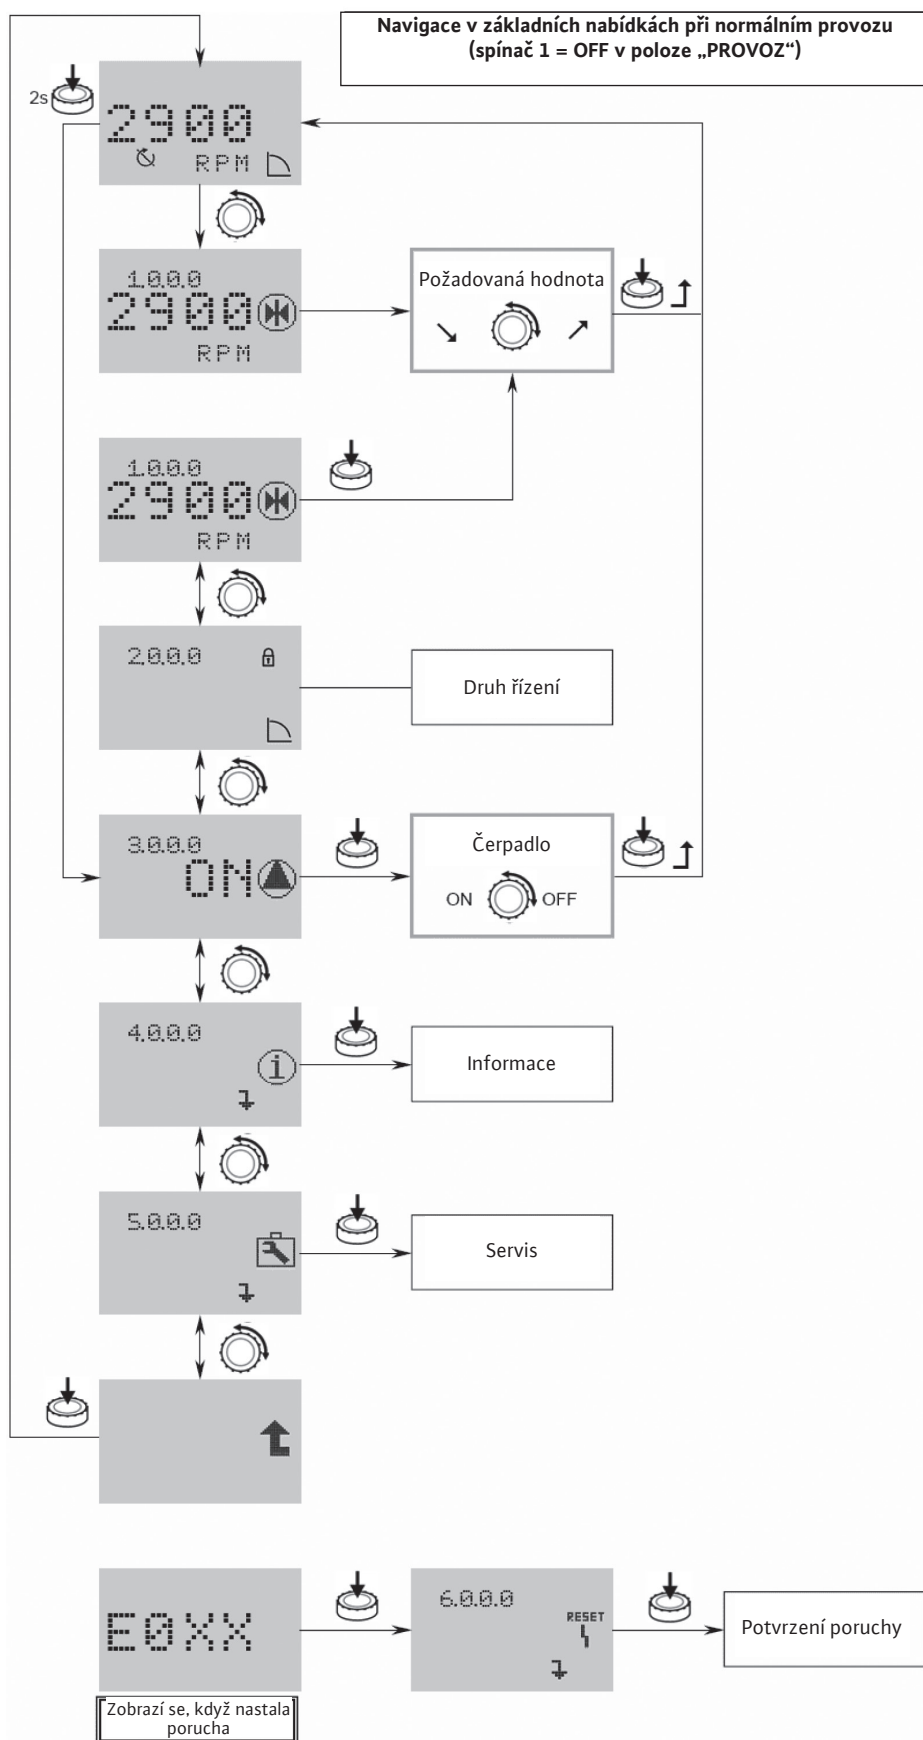 Navigace v základních nabídkách při normálním provozu
(spínač 1 = OFF v poloze „PROVOZ“)
2s
2900
RPM
1.0.0.0
2900
RPM
Požadovaná hodnota
1.0.0.0
2900
RPM
2.0.0.0
Druh řízení
3.0.0.0
ON
Čerpadlo
ON OFF
4.0.0.0
i
Informace
5.0.0.0
Servis
E0XX
6.0.0.0
RESET
Potvrzení poruchy
Zobrazí se, když nastala
porucha